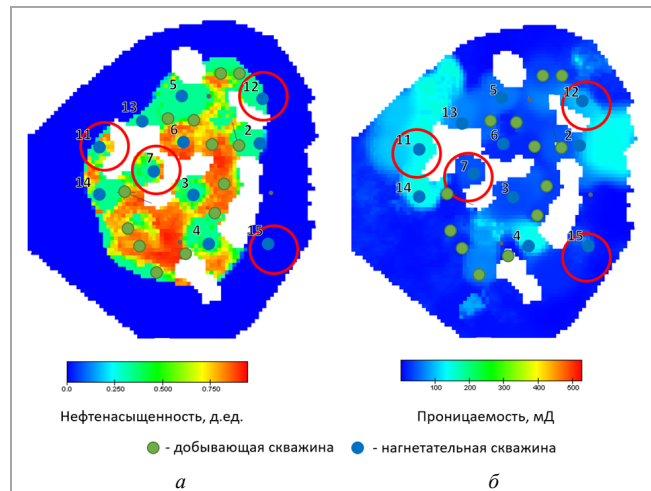 5
12
13
11
6
2
7
14
3
4
15
5
12
13
11
6
2
7
14
3
4
15
0.0 0.250 0.500 0.750
100 200 300 400 500
Нефтенасыщенность, д.ед.
Проницаемость, мД
- добывающая скважина
- нагнетательная скважина
а
б